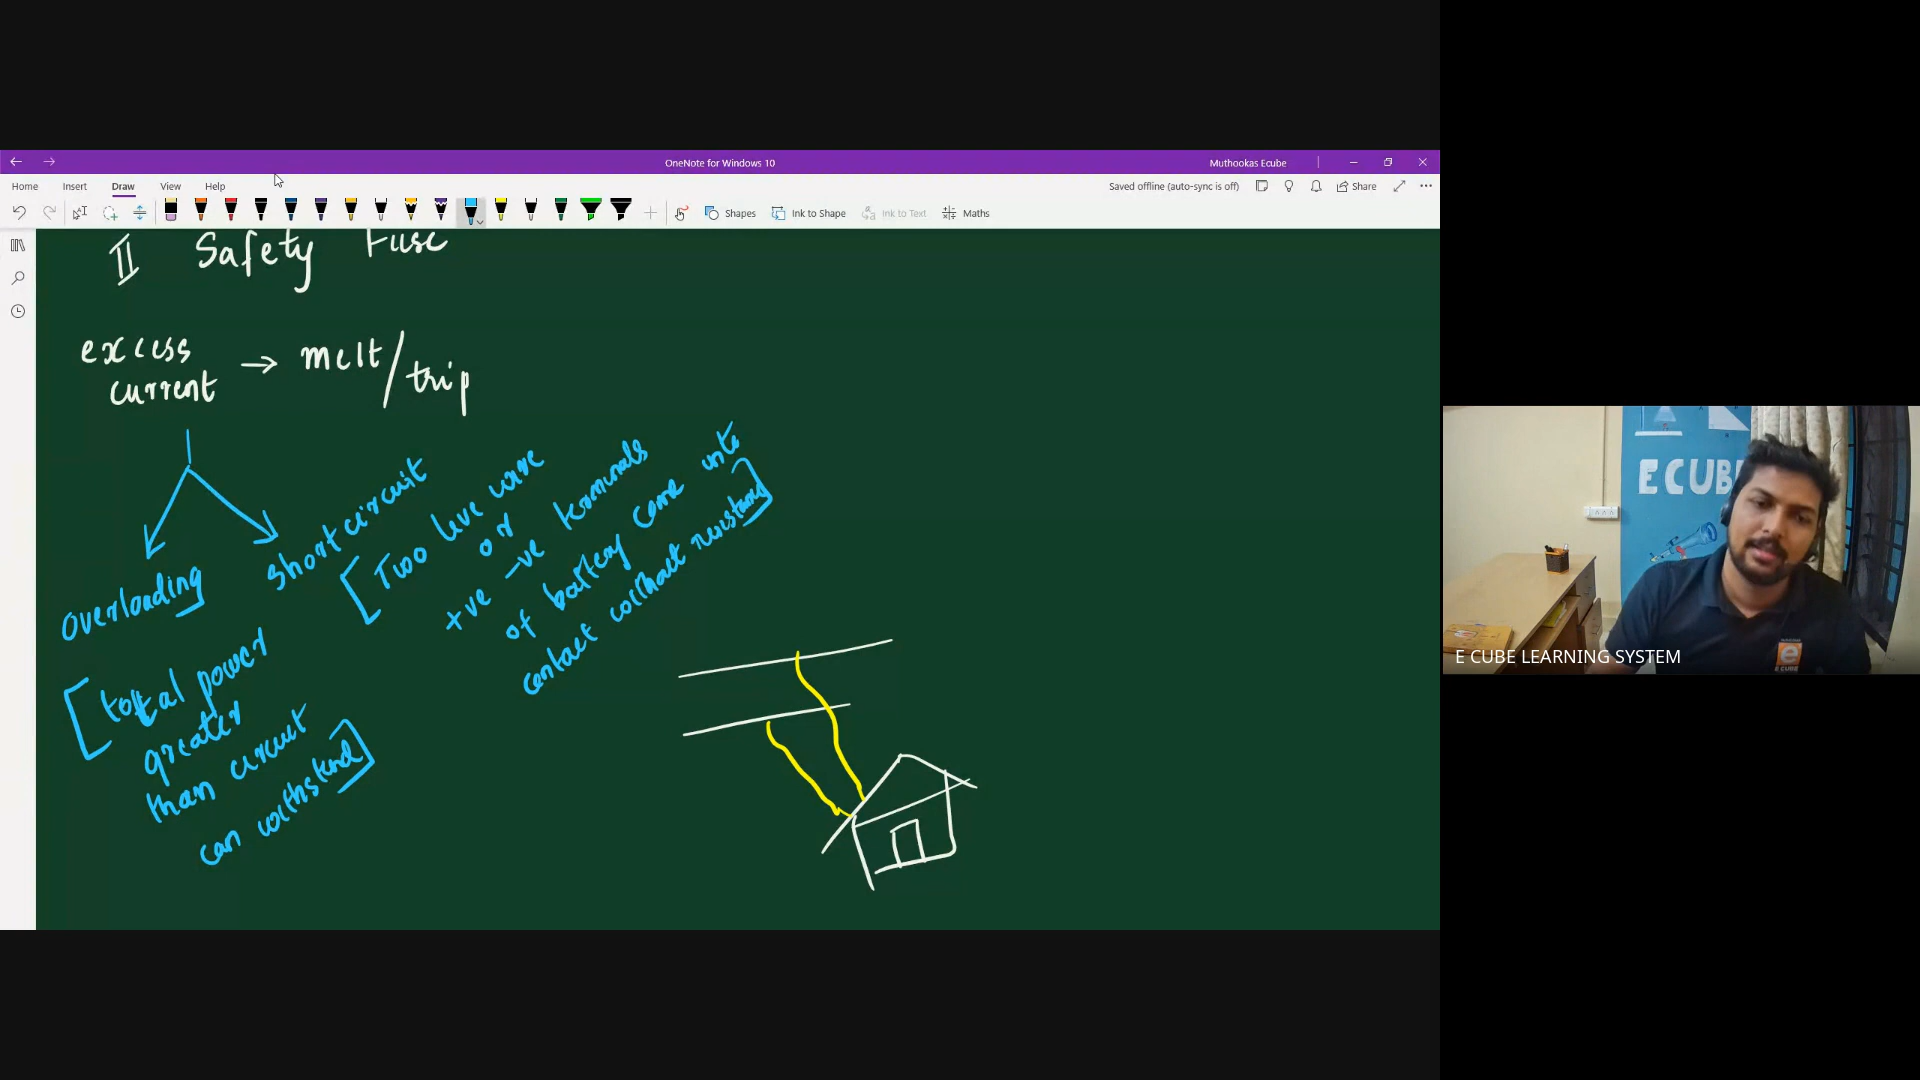 OneNote for Windows 10
Muthookas Ecube
Home Insert Draw View Help
Saved offline (auto-sync is off)
Share
Shapes
Ink to Shape
Ink to Text
Maths
II Safety Fuse
excess
current
→ melt/
trip
overloading
short circuit
[total power
greater
than circuit
can withstand]
[Two live wire
or
+ve -ve terminals
of battery come into
contact without resistance]
E CUB
E CUBE LEARNING SYSTEM
e
E CUBE